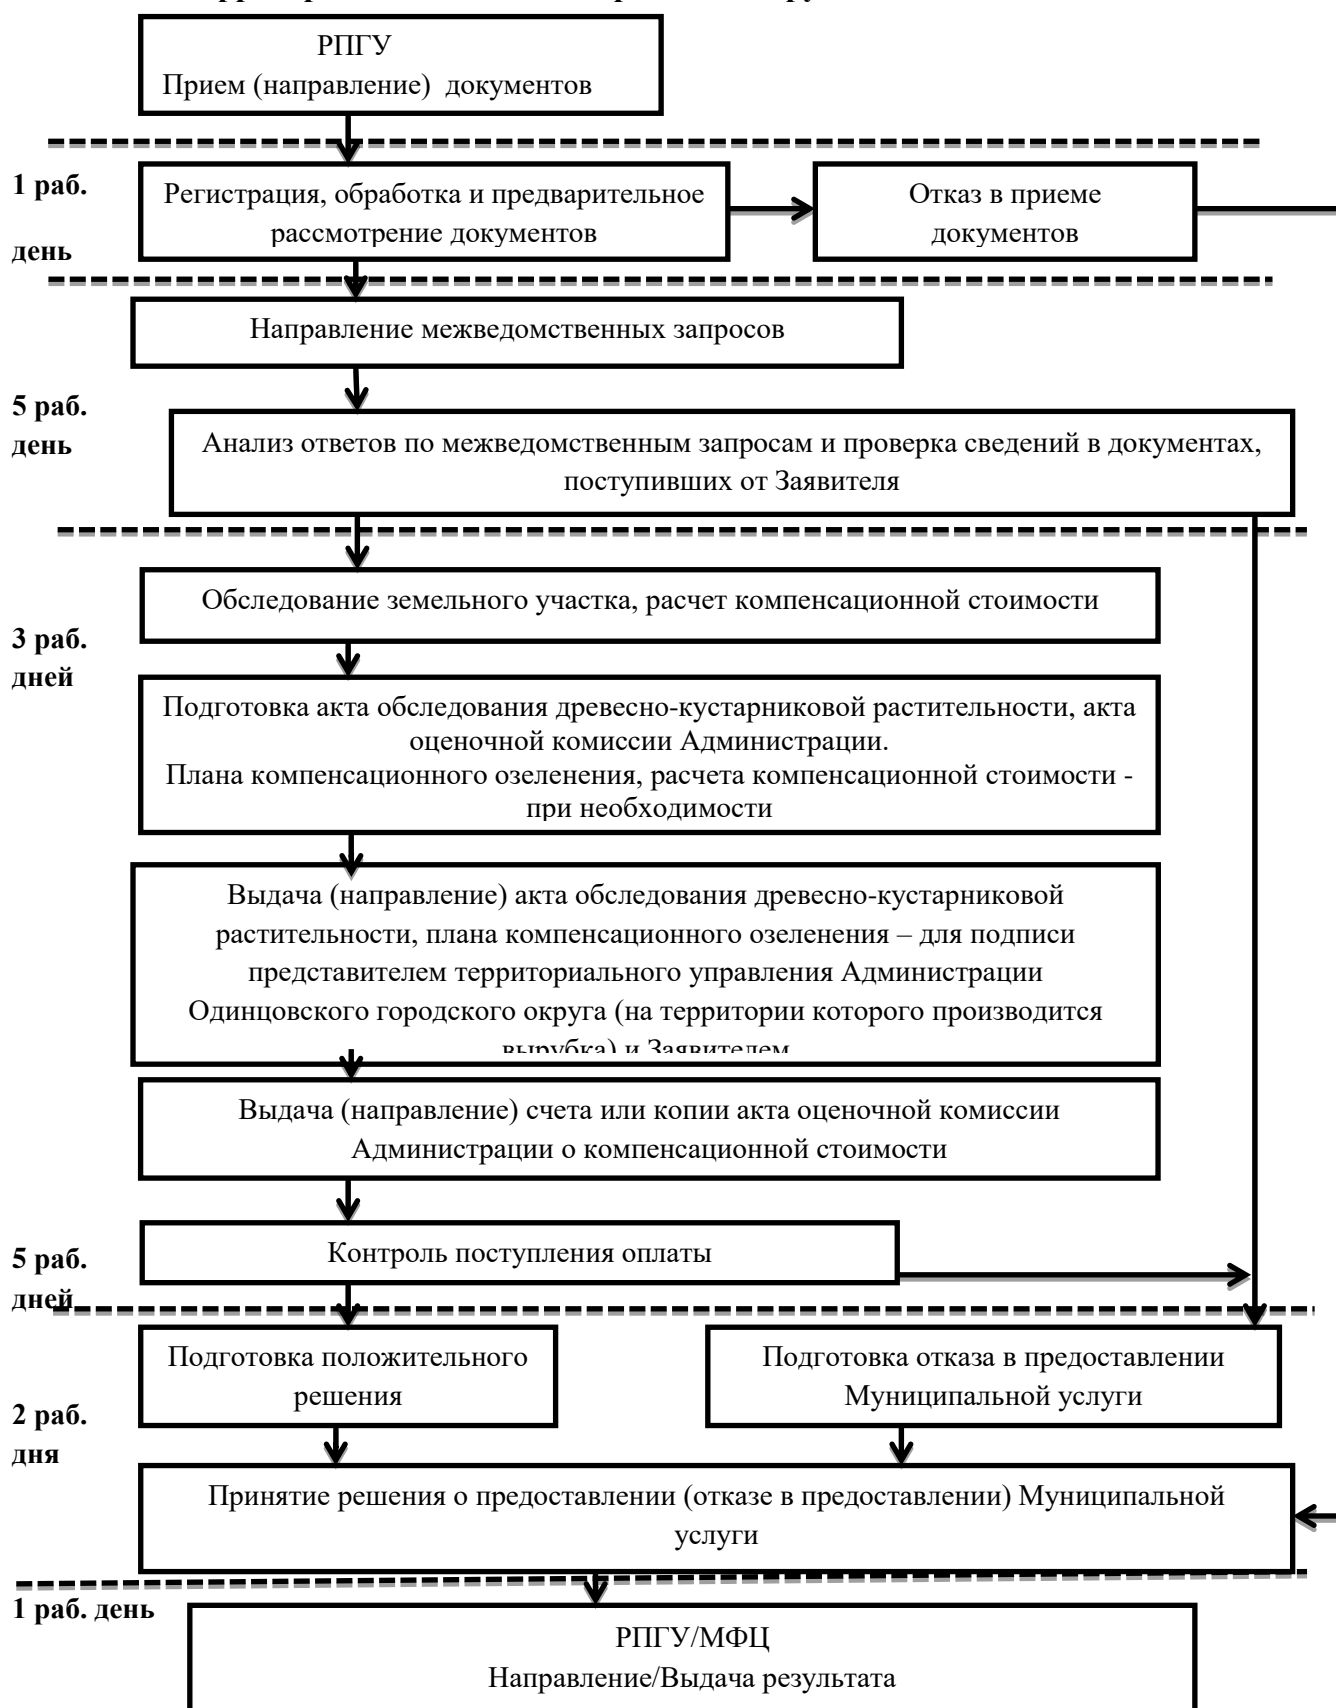 РПГУ
Прием (направление) документов
1 раб.
день
Регистрация, обработка и предварительное
рассмотрение документов
Отказ в приеме
документов
Направление межведомственных запросов
5 раб.
день
Анализ ответов по межведомственным запросам и проверка сведений в документах,
поступивших от Заявителя
Обследование земельного участка, расчет компенсационной стоимости
3 раб.
дней
Подготовка акта обследования древесно-кустарниковой растительности, акта
оценочной комиссии Администрации.
Плана компенсационного озеленения, расчета компенсационной стоимости -
при необходимости
Выдача (направление) акта обследования древесно-кустарниковой
растительности, плана компенсационного озеленения – для подписи
представителем территориального управления Администрации
Одинцовского городского округа (на территории которого производится
вырубка) и Заявителем
Выдача (направление) счета или копии акта оценочной комиссии
Администрации о компенсационной стоимости
Контроль поступления оплаты
5 раб.
дней
Подготовка положительного
решения
Подготовка отказа в предоставлении
Муниципальной услуги
2 раб.
дня
Принятие решения о предоставлении (отказе в предоставлении) Муниципальной
услуги
1 раб. день
РПГУ/МФЦ
Направление/Выдача результата